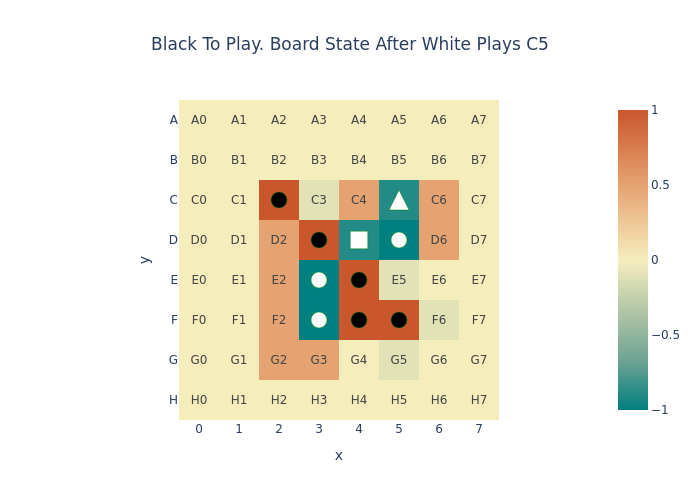 Black To Play. Board State After White Plays C5
A A0 A1 A2 A3 A4 A5 A6 A7
B B0 B1 B2 B3 B4 B5 B6 B7
C C0 C1 C3 C4 C6 C7
D D0 D1 D2 D6 D7
E E0 E1 E2 E5 E6 E7
F F0 F1 F2 F6 F7
G G0 G1 G2 G3 G4 G5 G6 G7
H H0 H1 H2 H3 H4 H5 H6 H7
0 1 2 3 4 5 6 7
x
y
1
0.5
0
−0.5
−1